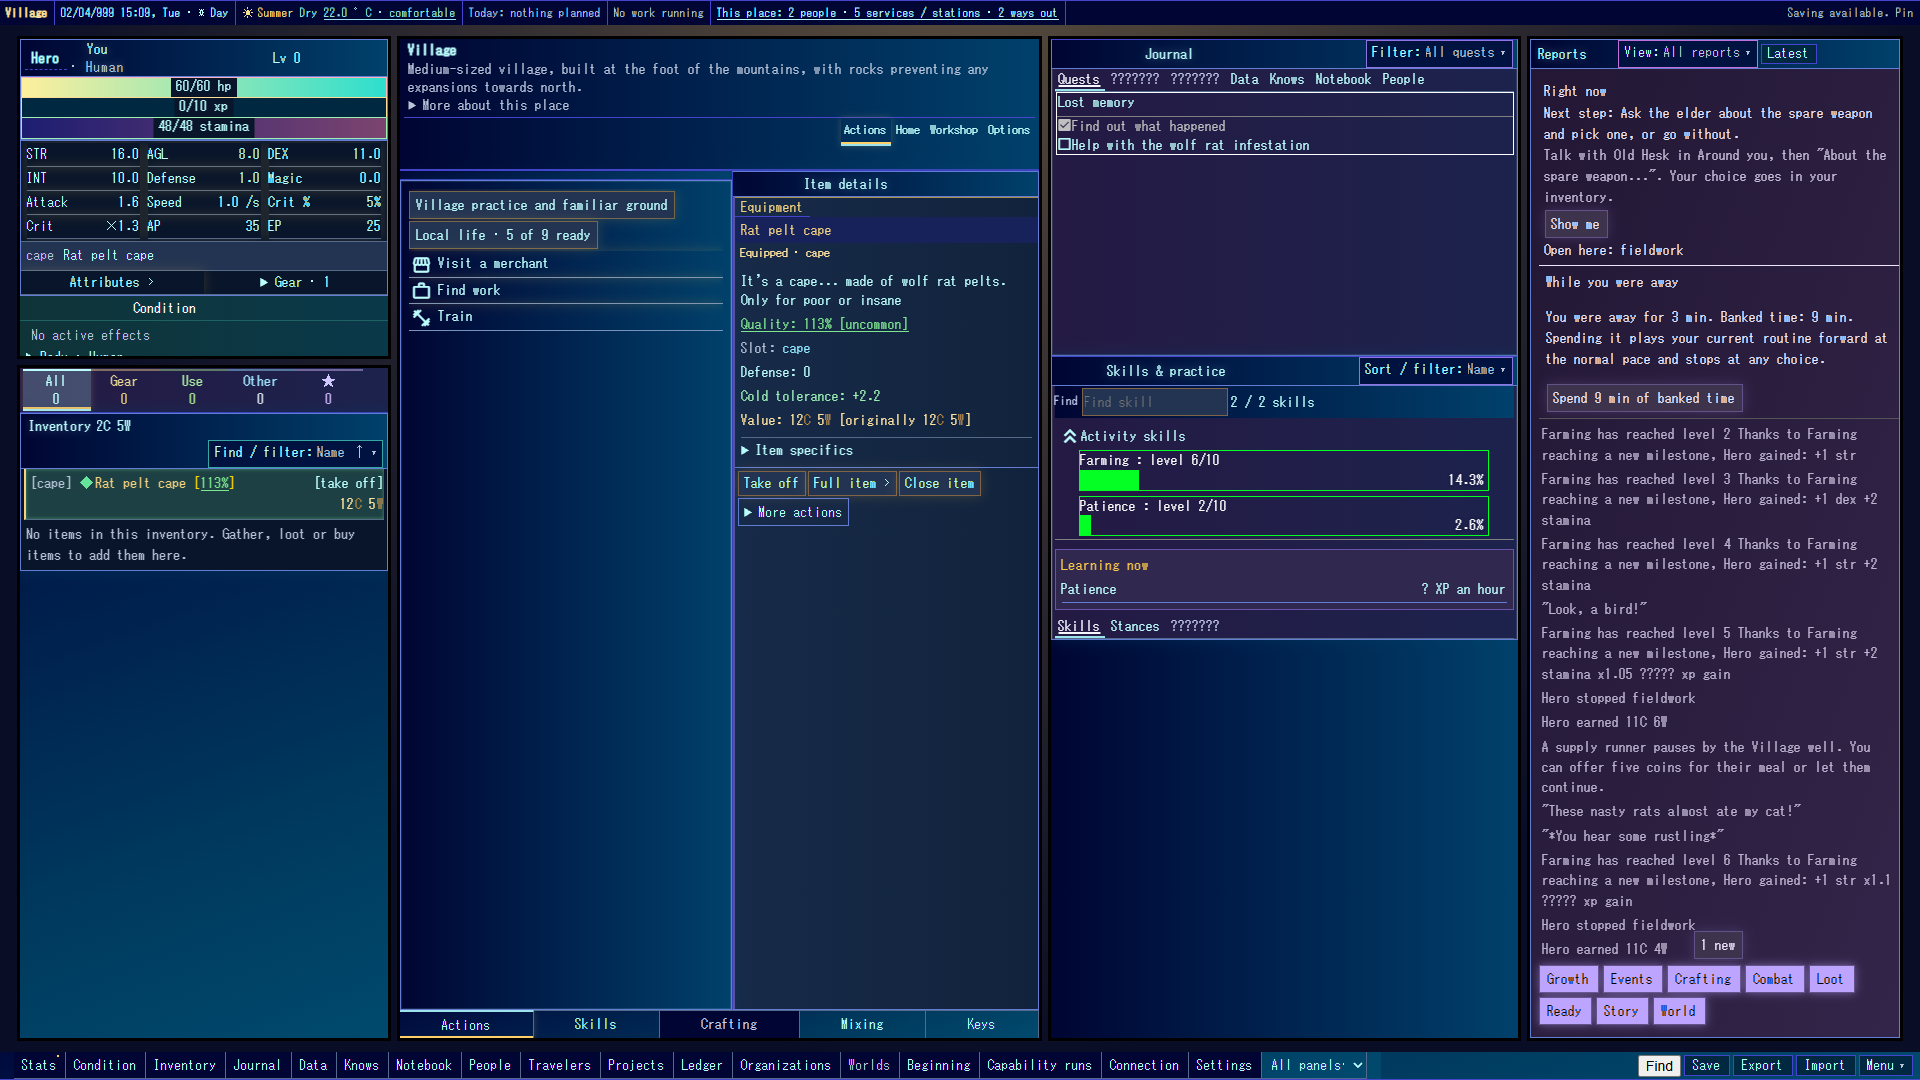 Village
02/04/999 15:09, Tue · ☀ Day
☀ Summer Dry 22.0 ° C · comfortable
Today: nothing planned
No work running
This place: 2 people · 5 services / stations · 2 ways out
Saving available. Pin
Hero · You
Human
Lv 0
60/60 hp
0/10 xp
48/48 stamina
STR 16.0 AGL 8.0 DEX 11.0
INT 10.0 Defense 1.0 Magic 0.0
Attack 1.6 Speed 1.0 /s Crit % 5%
Crit ×1.3 AP 35 EP 25
cape Rat pelt cape
Attributes >
▶ Gear · 1
Condition
No active effects
All 0
Gear 0
Use 0
Other 0
★ 0
Inventory 2C 5W
Find / filter: Name ↑ ▾
[cape] ◆Rat pelt cape [113%] [take off]
12C 5W
No items in this inventory. Gather, loot or buy
items to add them here.
Village
Medium-sized village, built at the foot of the mountains, with rocks preventing any
expansions towards north.
▶ More about this place
Actions Home Workshop Options
Village practice and familiar ground
Local life · 5 of 9 ready
Visit a merchant
Find work
Train
Item details
Equipment
Rat pelt cape
Equipped · cape
It's a cape... made of wolf rat pelts.
Only for poor or insane
Quality: 113% [uncommon]
Slot: cape
Defense: 0
Cold tolerance: +2.2
Value: 12C 5W [originally 12C 5W]
▶ Item specifics
Take off
Full item >
Close item
▶ More actions
Actions Skills Crafting Mixing Keys
Journal
Filter: All quests ▾
Quests ??????? ??????? Data Knows Notebook People
Lost memory
Find out what happened
Help with the wolf rat infestation
Skills & practice
Sort / filter: Name ▾
Find Find skill 2 / 2 skills
Activity skills
Farming : level 6/10
14.3%
Patience : level 2/10
2.6%
Learning now
Patience ? XP an hour
Skills Stances ???????
Reports
View: All reports ▾
Latest
Right now
Next step: Ask the elder about the spare weapon
and pick one, or go without.
Talk with Old Hesk in Around you, then "About the
spare weapon...". Your choice goes in your
inventory.
Show me
Open here: fieldwork
While you were away
You were away for 3 min. Banked time: 9 min.
Spending it plays your current routine forward at
the normal pace and stops at any choice.
Spend 9 min of banked time
Farming has reached level 2 Thanks to Farming
reaching a new milestone, Hero gained: +1 str
Farming has reached level 3 Thanks to Farming
reaching a new milestone, Hero gained: +1 dex +2
stamina
Farming has reached level 4 Thanks to Farming
reaching a new milestone, Hero gained: +1 str +2
stamina
"Look, a bird!"
Farming has reached level 5 Thanks to Farming
reaching a new milestone, Hero gained: +1 str +2
stamina x1.05 ????? xp gain
Hero stopped fieldwork
Hero earned 11C 6W
A supply runner pauses by the Village well. You
can offer five coins for their meal or let them
continue.
"These nasty rats almost ate my cat!"
"*You hear some rustling*"
Farming has reached level 6 Thanks to Farming
reaching a new milestone, Hero gained: +1 str x1.1
????? xp gain
Hero stopped fieldwork
Hero earned 11C 4W
1 new
Growth Events Crafting Combat Loot
Ready Story World
Stats Condition Inventory Journal Data Knows Notebook People Travelers Projects Ledger Organizations Worlds Beginning Capability runs Connection Settings All panels
Find Save Export Import Menu ▾